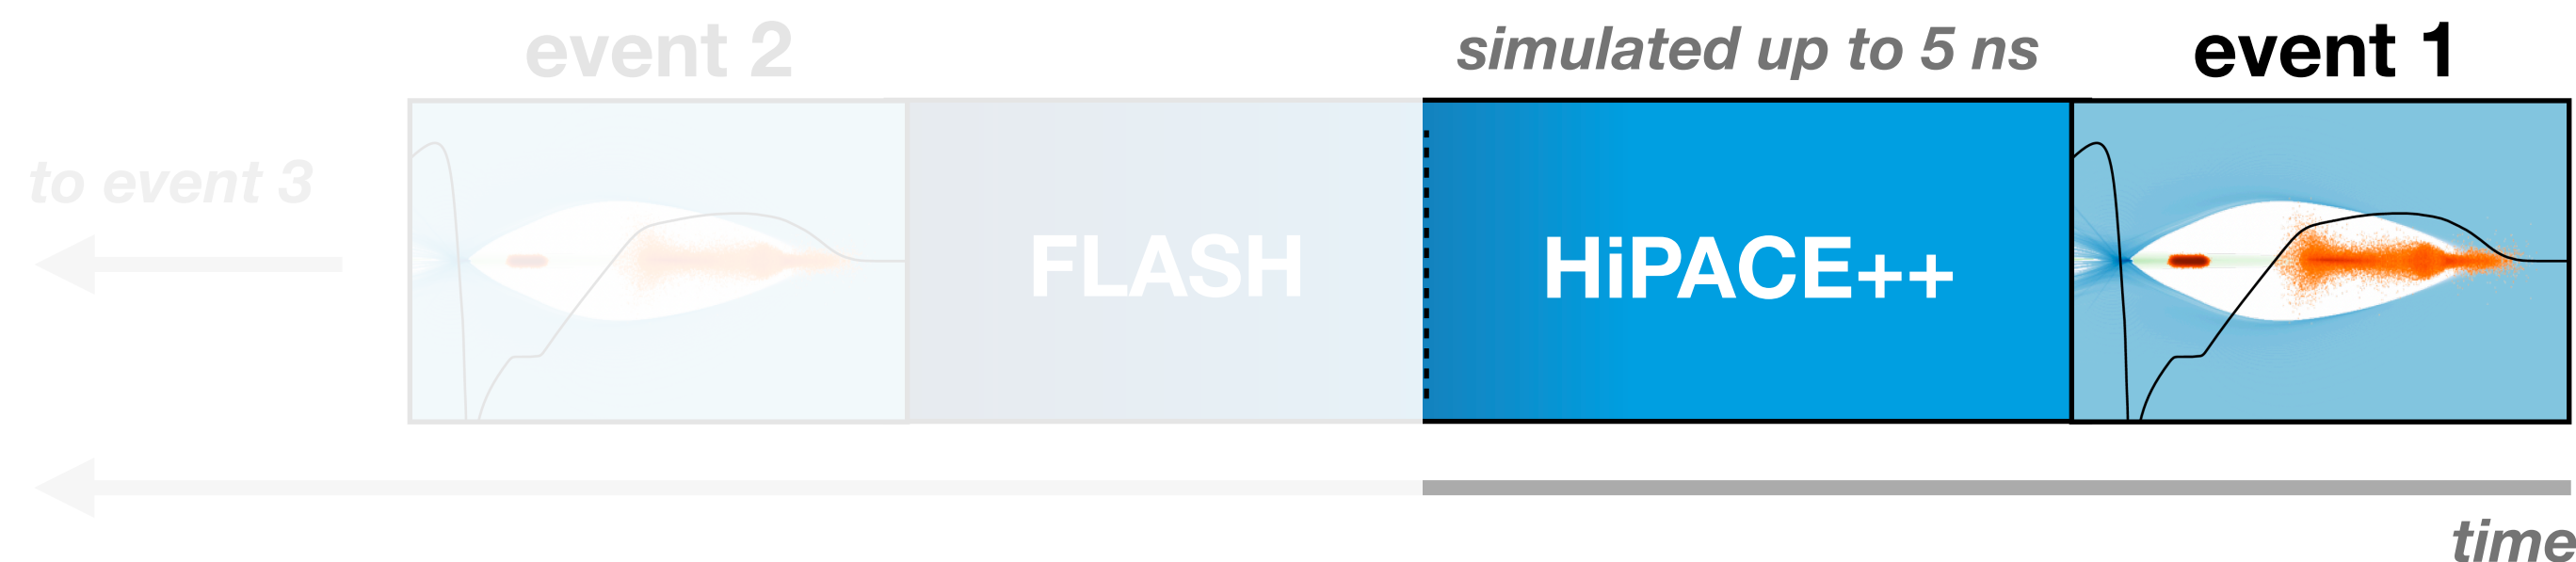 event 2
simulated up to 5 ns
event 1
to event 3
FLASH
HiPACE++
time